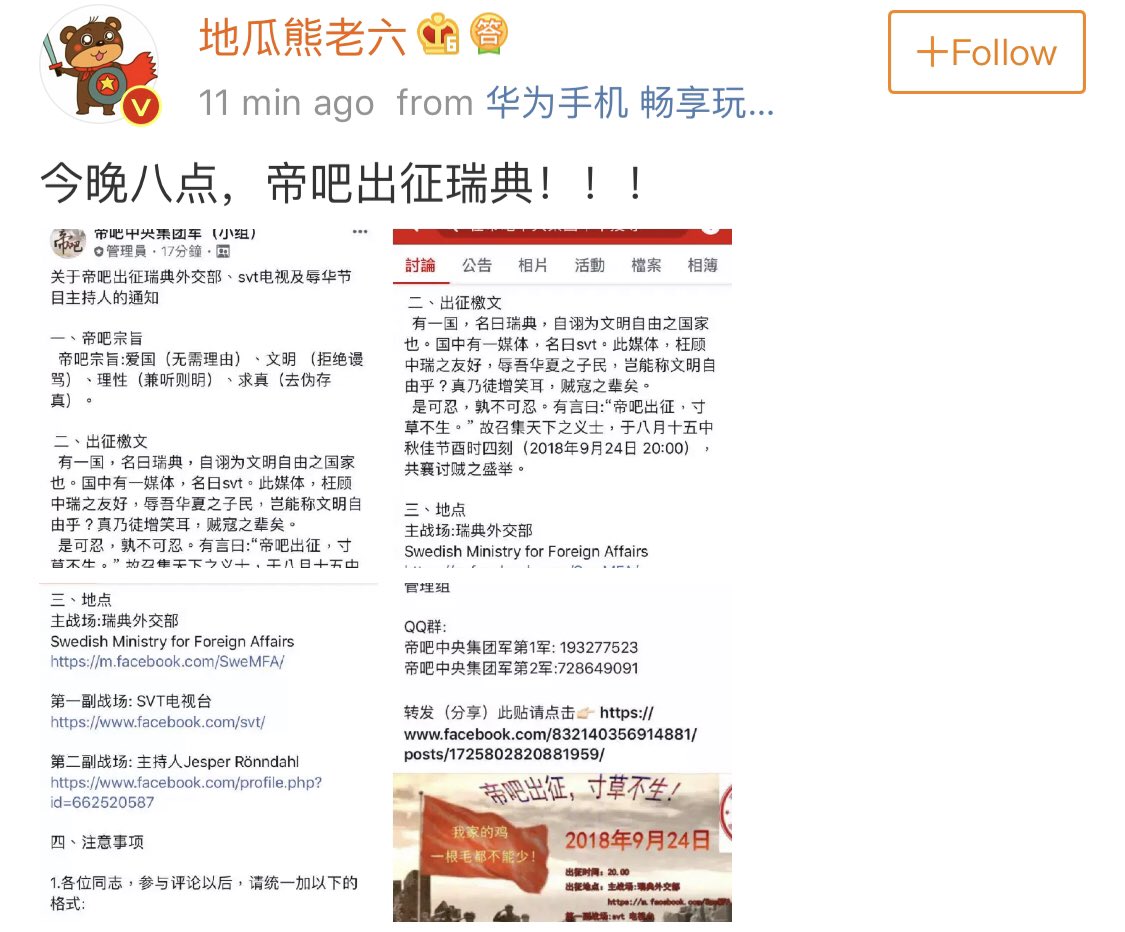 地瓜熊老六
6
答
V
11 min ago from 华为手机 畅享玩...
+Follow
今晚八点，帝吧出征瑞典！！！
帝吧
帝吧中央集团军（小组）
管理員·17分鐘·
关于帝吧出征瑞典外交部、svt电视及辱华节
目主持人的通知
一、帝吧宗旨
帝吧宗旨:爱国（无需理由）、文明 （拒绝谩
骂）、理性（兼听则明）、求真（去伪存
真）。
二、出征檄文
有一国，名曰瑞典，自诩为文明自由之国家
也。国中有一媒体，名曰svt。此媒体，枉顾
中瑞之友好，辱吾华夏之子民，岂能称文明自
由乎？真乃徒增笑耳，贼寇之辈矣。
是可忍，孰不可忍。有言曰:“帝吧出征，寸
草不生。” 故召集天下之义士，于八月十五中
討論 公告 相片 活動 檔案 相簿
二、出征檄文
有一国，名曰瑞典，自诩为文明自由之国家
也。国中有一媒体，名曰svt。此媒体，枉顾
中瑞之友好，辱吾华夏之子民，岂能称文明自
由乎？真乃徒增笑耳，贼寇之辈矣。
是可忍，孰不可忍。有言曰:“帝吧出征，寸
草不生。” 故召集天下之义士，于八月十五中
秋佳节酉时四刻（2018年9月24日 20:00），
共襄讨贼之盛举。
三、地点
主战场:瑞典外交部
Swedish Ministry for Foreign Affairs
三、地点
主战场:瑞典外交部
Swedish Ministry for Foreign Affairs
https://m.facebook.com/SweMFA/
第一副战场: SVT电视台
https://www.facebook.com/svt/
第二副战场: 主持人Jesper Rönndahl
https://www.facebook.com/profile.php?
id=662520587
四、注意事项
1.各位同志，参与评论以后，请统一加以下的
格式:
管理组
QQ群:
帝吧中央集团军第1军: 193277523
帝吧中央集团军第2军:728649091
转发（分享）此贴请点击👉🏻 https://
www.facebook.com/832140356914881/
posts/1725802820881959/
帝吧出征，寸草不生！
我家的鸡
一根毛都不能少！
2018年9月24日
出征时间：20.00
出征地点：主战场:瑞典外交部
https://m.facebook.com/SweMFA
第一副战场:svt 电视台